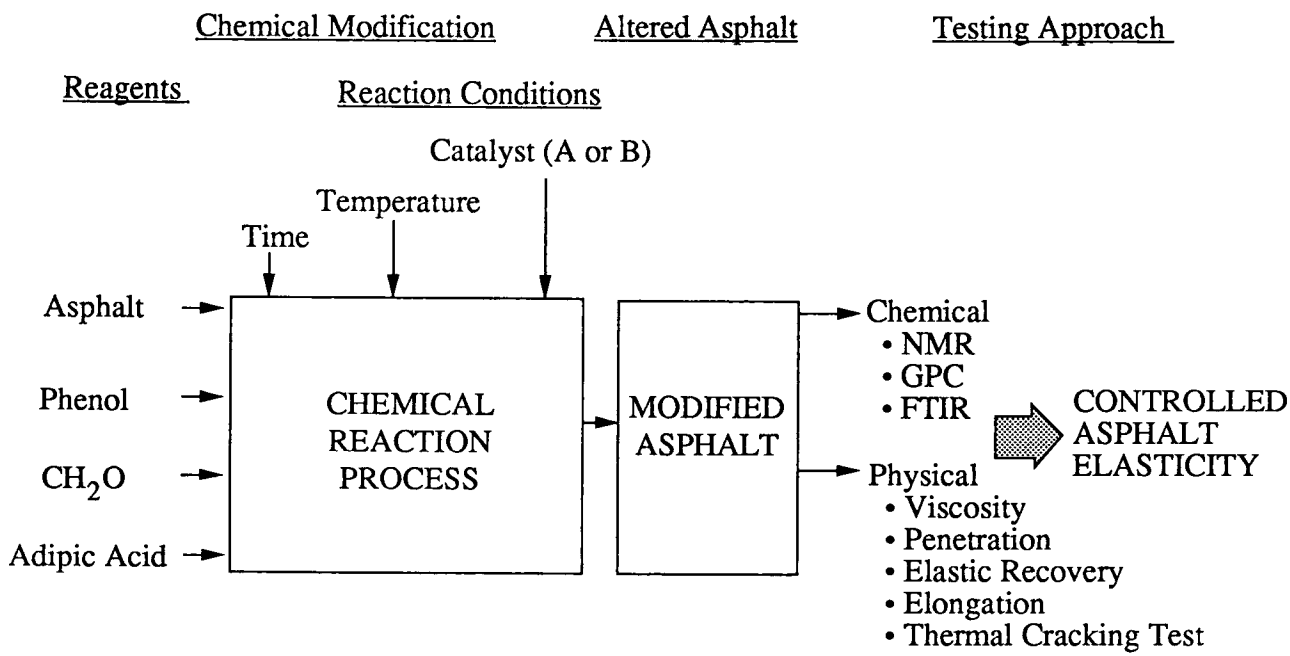 Chemical Modification
Altered Asphalt
Testing Approach
Reagents
Reaction Conditions
Catalyst (A or B)
Temperature
Time
Asphalt
Phenol
CH₂O
Adipic Acid
CHEMICAL
REACTION
PROCESS
MODIFIED
ASPHALT
Chemical
• NMR
• GPC
• FTIR
Physical
• Viscosity
• Penetration
• Elastic Recovery
• Elongation
• Thermal Cracking Test
CONTROLLED
ASPHALT
ELASTICITY